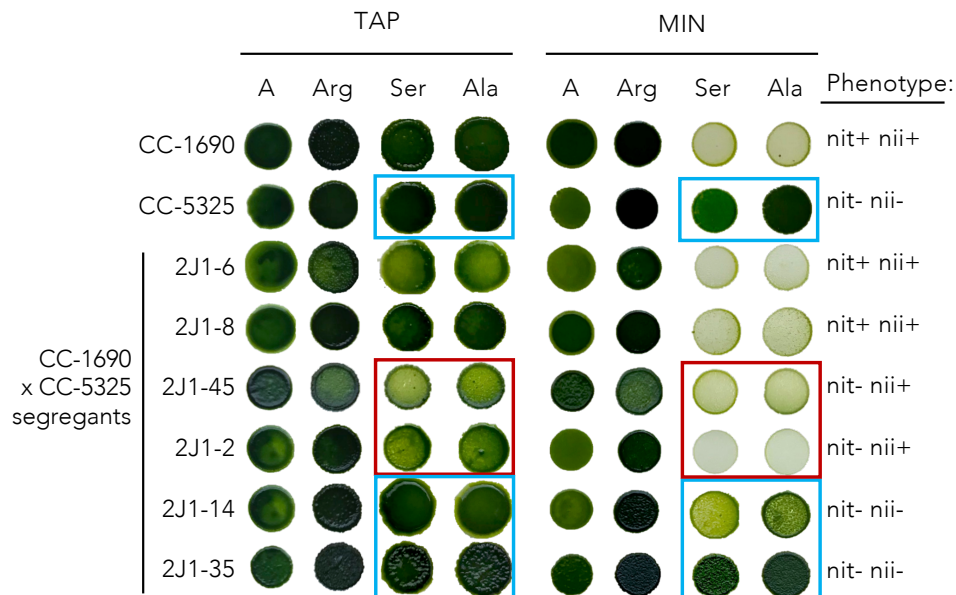 TAP MIN
A Arg Ser Ala A Arg Ser Ala Phenotype:
CC-1690 nit+ nii+
CC-5325 nit- nii-
2J1-6 nit+ nii+
2J1-8 nit+ nii+
CC-1690
x CC-5325
segregants
2J1-45 nit- nii+
2J1-2 nit- nii+
2J1-14 nit- nii-
2J1-35 nit- nii-